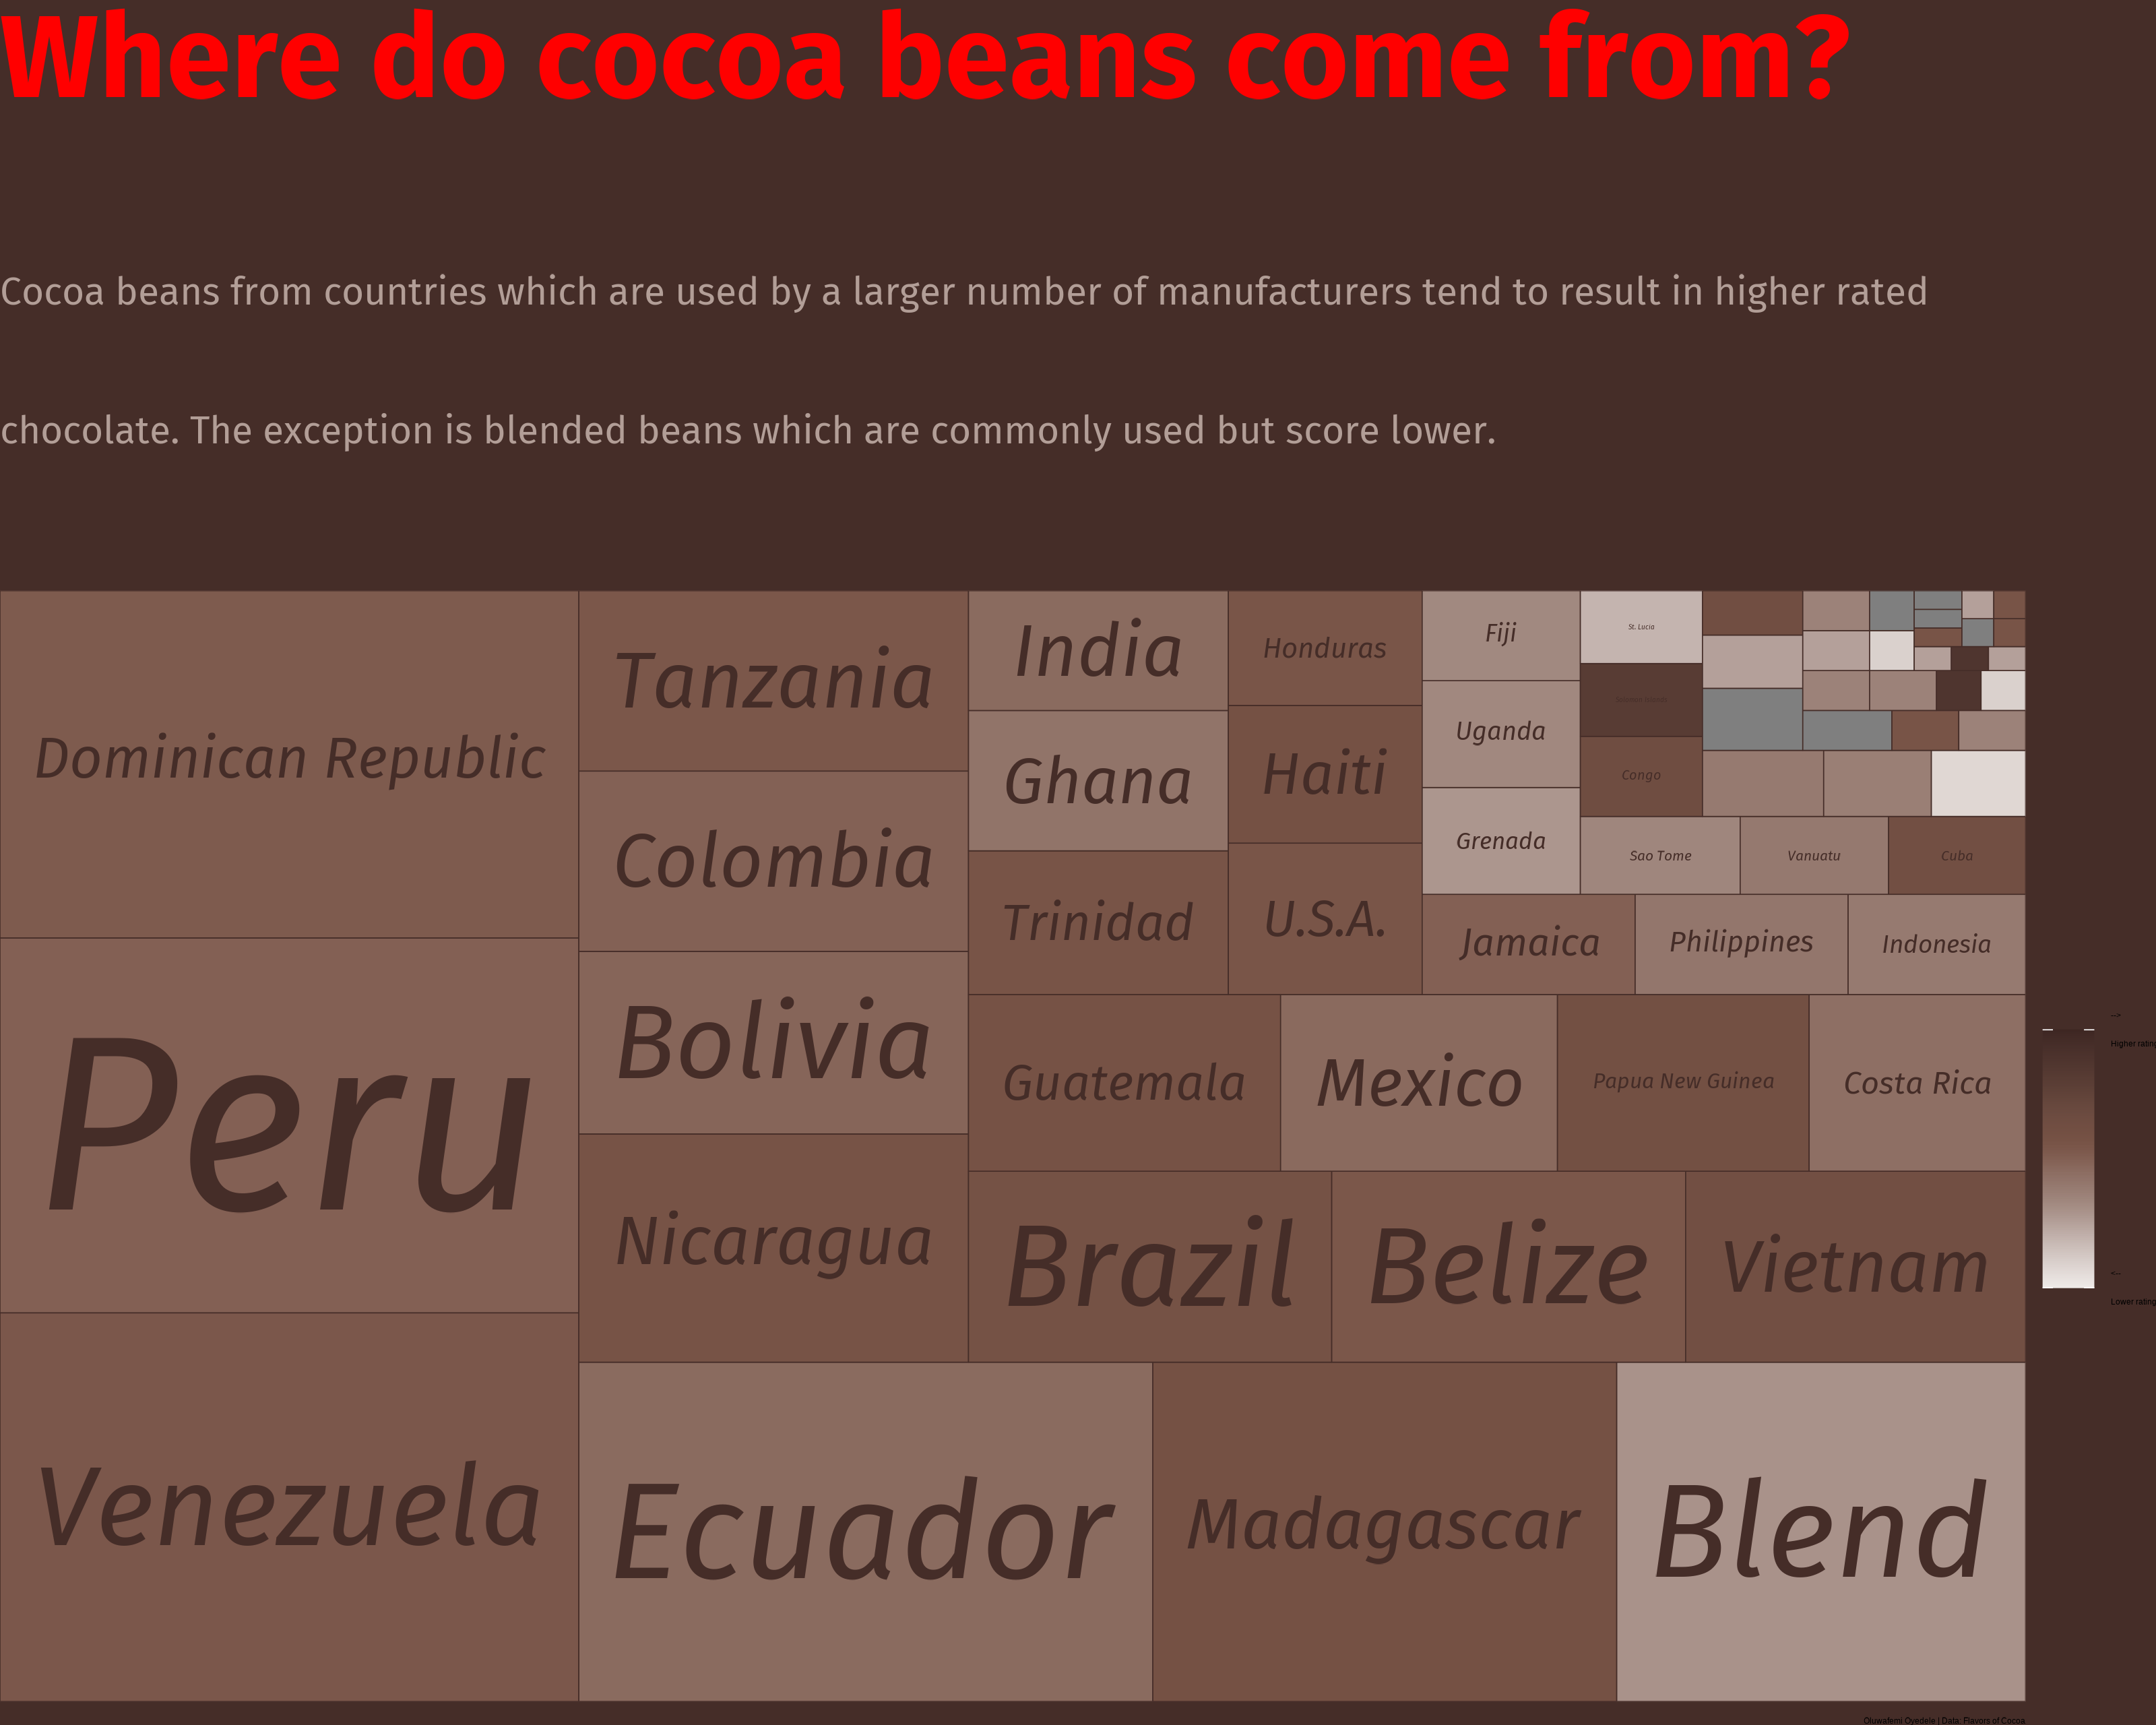 Where do cocoa beans come from?
Cocoa beans from countries which are used by a larger number of manufacturers tend to result in higher rated
chocolate. The exception is blended beans which are commonly used but score lower.
Dominican Republic
Peru
Venezuela
Tanzania
Colombia
Bolivia
Nicaragua
Ecuador
Madagascar
Blend
India
Ghana
Trinidad
Honduras
Haiti
U.S.A.
Guatemala
Mexico
Papua New Guinea
Costa Rica
Brazil
Belize
Vietnam
Fiji
Uganda
Grenada
St. Lucia
Congo
Sao Tome
Vanuatu
Cuba
Jamaica
Philippines
Indonesia
-->
Higher rating
<--
Lower rating
Oluwafemi Oyedele | Data: Flavors of Cocoa